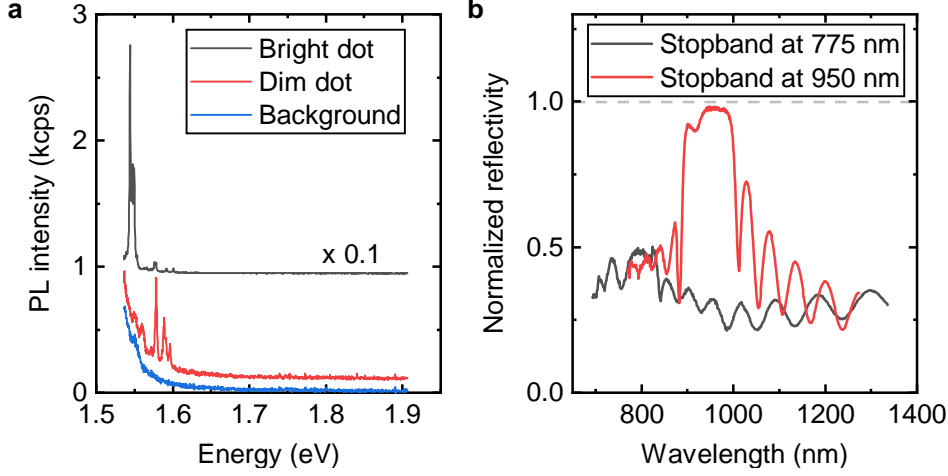 a
3
2
1
0
1.5
1.6
1.7
1.8
1.9
PL intensity (kcps)
Energy (eV)
Bright dot
Dim dot
Background
x 0.1
b
1.0
0.5
0.0
800
1000
1200
1400
Normalized reflectivity
Wavelength (nm)
Stopband at 775 nm
Stopband at 950 nm